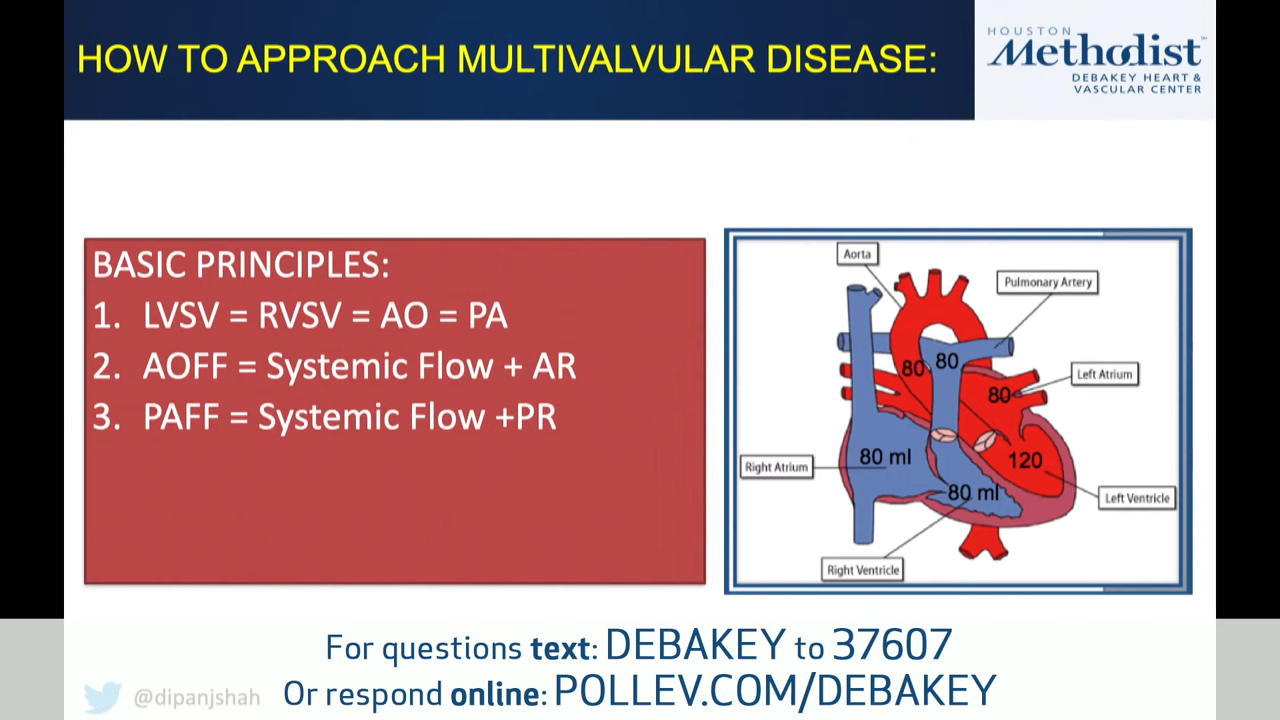 HOW TO APPROACH MULTIVALVULAR DISEASE:
HOUSTON
Methodist
DEBAKEY HEART &
VASCULAR CENTER
BASIC PRINCIPLES:
1. LVSV = RVSV = AO = PA
2. AOFF = Systemic Flow + AR
3. PAFF = Systemic Flow +PR
Aorta
Pulmonary Artery
80
80
Left Atrium
80
Right Atrium
80 ml
120
80 ml
Left Ventricle
Right Ventricle
For questions text: DEBAKEY to 37607
Or respond online: POLLEV.COM/DEBAKEY
@dipanjshah